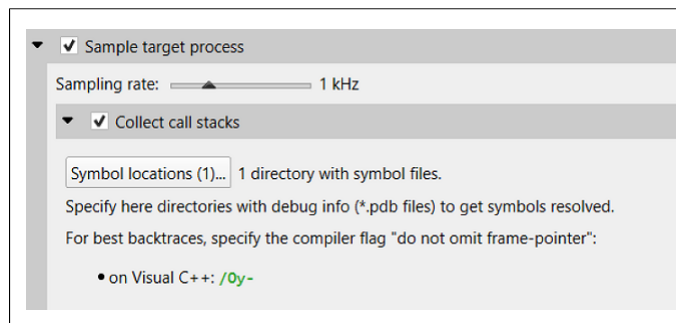 Sample target process
Sampling rate: 1 kHz
Collect call stacks
Symbol locations (1)... 1 directory with symbol files.
Specify here directories with debug info (*.pdb files) to get symbols resolved.
For best backtraces, specify the compiler flag "do not omit frame-pointer":
• on Visual C++: /Oy-